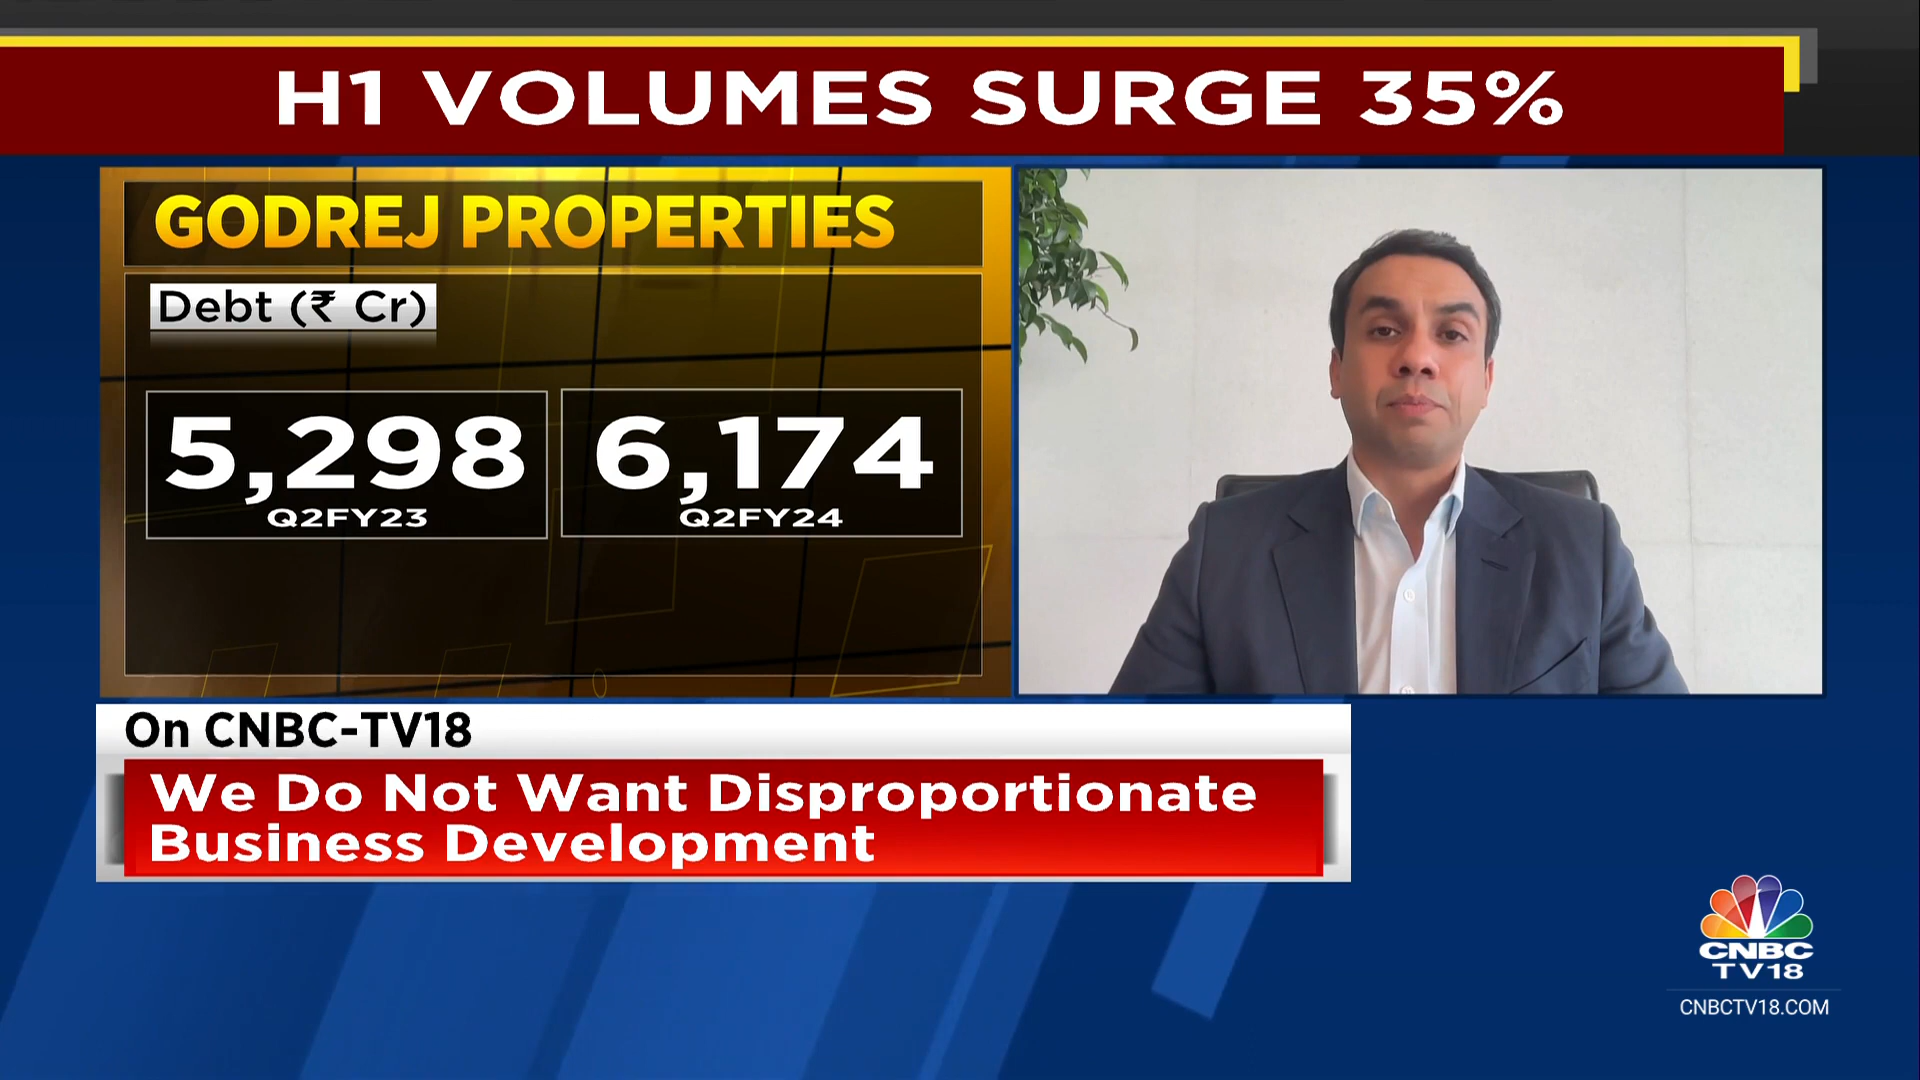 H1 VOLUMES SURGE 35%
GODREJ PROPERTIES
Debt (₹ Cr)
5,298
Q2FY23
6,174
Q2FY24
On CNBC-TV18
We Do Not Want Disproportionate
Business Development
CNBC
TV18
CNBCTV18.COM